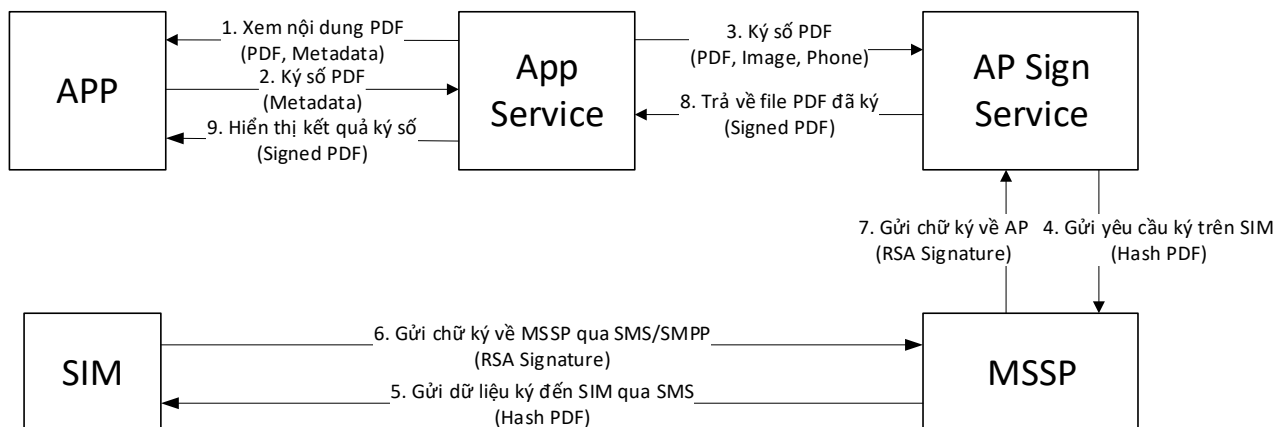 1. Xem nội dung PDF
(PDF, Metadata)
APP
2. Ký số PDF
(Metadata)
9. Hiển thị kết quả ký số
(Signed PDF)
App
Service
3. Ký số PDF
(PDF, Image, Phone)
8. Trả về file PDF đã ký
(Signed PDF)
AP Sign
Service
7. Gửi chữ ký về AP
(RSA Signature)
4. Gửi yêu cầu ký trên SIM
(Hash PDF)
SIM
6. Gửi chữ ký về MSSP qua SMS/SMPP
(RSA Signature)
5. Gửi dữ liệu ký đến SIM qua SMS
(Hash PDF)
MSSP